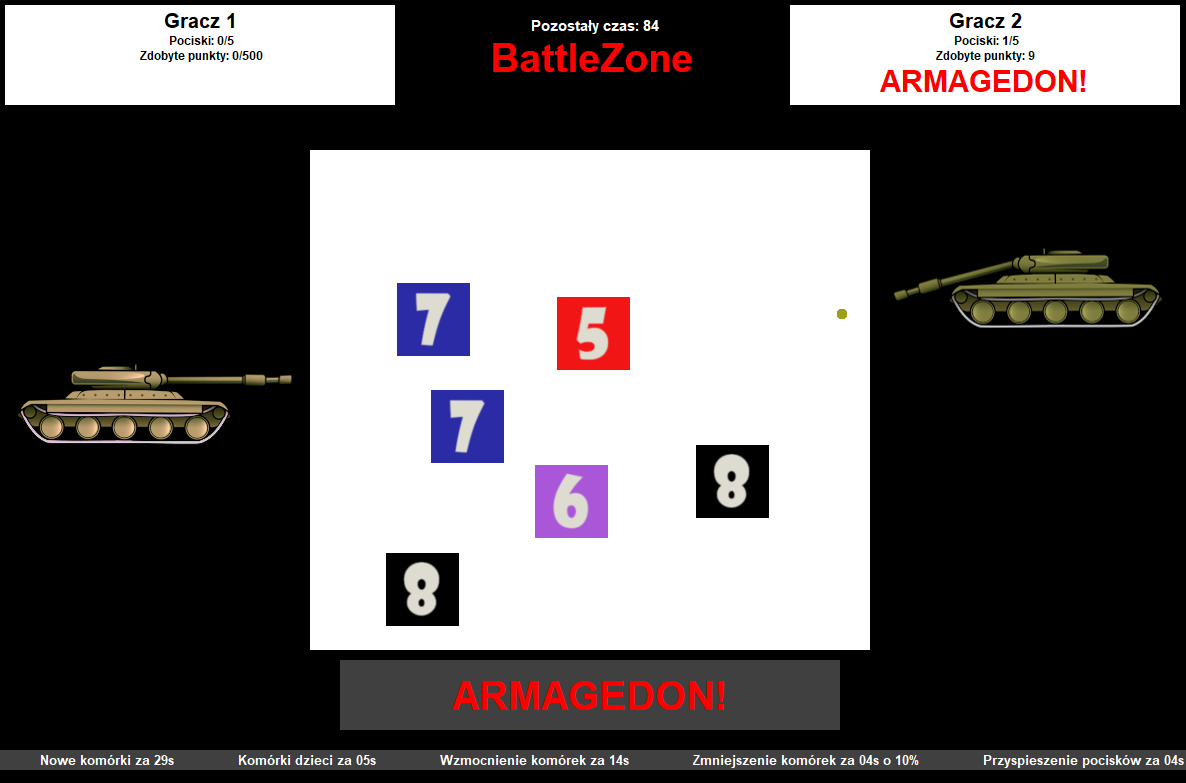 Gracz 1
Pociski: 0/5
Zdobyte punkty: 0/500
Pozostały czas: 84
BattleZone
Gracz 2
Pociski: 1/5
Zdobyte punkty: 9
ARMAGEDON!
7
5
7
6
8
8
ARMAGEDON!
Nowe komórki za 29s
Komórki dzieci za 05s
Wzmocnienie komórek za 14s
Zmniejszenie komórek za 04s o 10%
Przyspieszenie pocisków za 04s